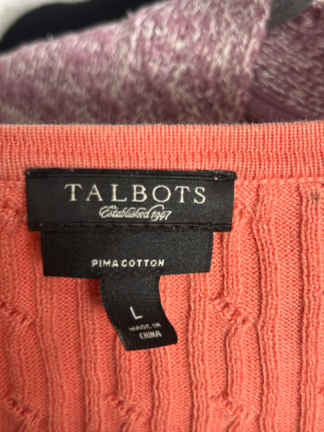 TALBOTS
Established 1947
PIMA COTTON
L
MADE IN
CHINA